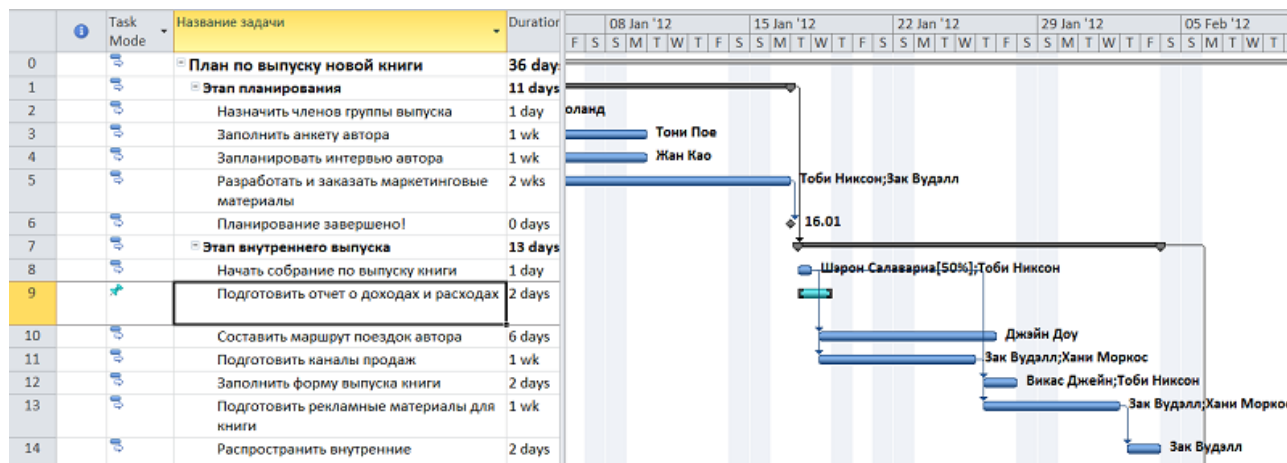 Task Mode Название задачи Duration 08 Jan '12 15 Jan '12 22 Jan '12 29 Jan '12 05 Feb '12
F S S M T W T F S S M T W T F S S M T W T F S S M T W T F S S M T W T
0 План по выпуску новой книги 36 day
1 Этап планирования 11 days
2 Назначить членов группы выпуска 1 day оланд
3 Заполнить анкету автора 1 wk Тони Пое
4 Запланировать интервью автора 1 wk Жан Као
5 Разработать и заказать маркетинговые 2 wks Тоби Никсон;Зак Вудэлл
материалы
6 Планирование завершено! 0 days 16.01
7 Этап внутреннего выпуска 13 days
8 Начать собрание по выпуску книги 1 day Шэрон Салавариа[50%];Тоби Никсон
9 Подготовить отчет о доходах и расходах 2 days
10 Составить маршрут поездок автора 6 days Джэйн Доу
11 Подготовить каналы продаж 1 wk Зак Вудэлл;Хани Моркос
12 Заполнить форму выпуска книги 2 days Викас Джейн;Тоби Никсон
13 Подготовить рекламные материалы для 1 wk Зак Вудэлл;Хани Морко
книги
14 Распространить внутренние 2 days Зак Вудэлл